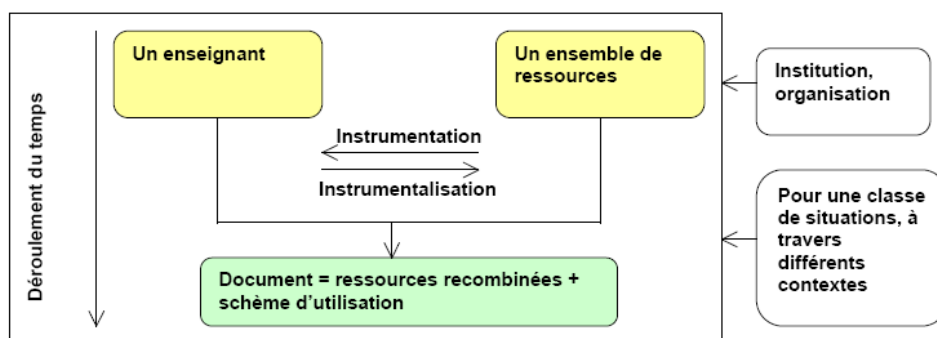 Déroulement du temps
Un enseignant
Un ensemble de
ressources
Instrumentation
Instrumentalisation
Document = ressources recombinées +
schème d'utilisation
Institution,
organisation
Pour une classe
de situations, à
travers
différents
contextes